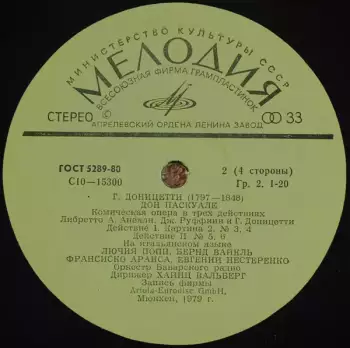 МИНИСТЕРСТВО КУЛЬТУРЫ СССР
МЕЛОДИЯ
ВСЕСОЮЗНАЯ ФИРМА ГРАМПЛАСТИНОК
СТЕРЕО
33
АПРЕЛЕВСКИЙ ОРДЕНА ЛЕНИНА ЗАВОД
ГОСТ 5289-80
2 (4 стороны)
С10—15300
Гр. 2. 1-20
Г. ДОНИЦЕТТИ (1797—1848)
ДОН ПАСКУАЛЕ
Комическая опера в трех действиях
Либретто А. Анелли, Дж. Руффини и Г. Доницетти
Действие I. Картина 2. № 3, 4
Действие II. № 5, 6
На итальянском языке
ЛЮЧИЯ ПОПП, БЕРНД ВАЙКЛЬ
ФРАНСИСКО АРАИСА, ЕВГЕНИЙ НЕСТЕРЕНКО
Оркестр Баварского радио
Дирижер ХАЙНЦ ВАЛЬБЕРГ
Запись фирмы
Ariola-Eurodisc GmbH,
Мюнхен, 1979 г.